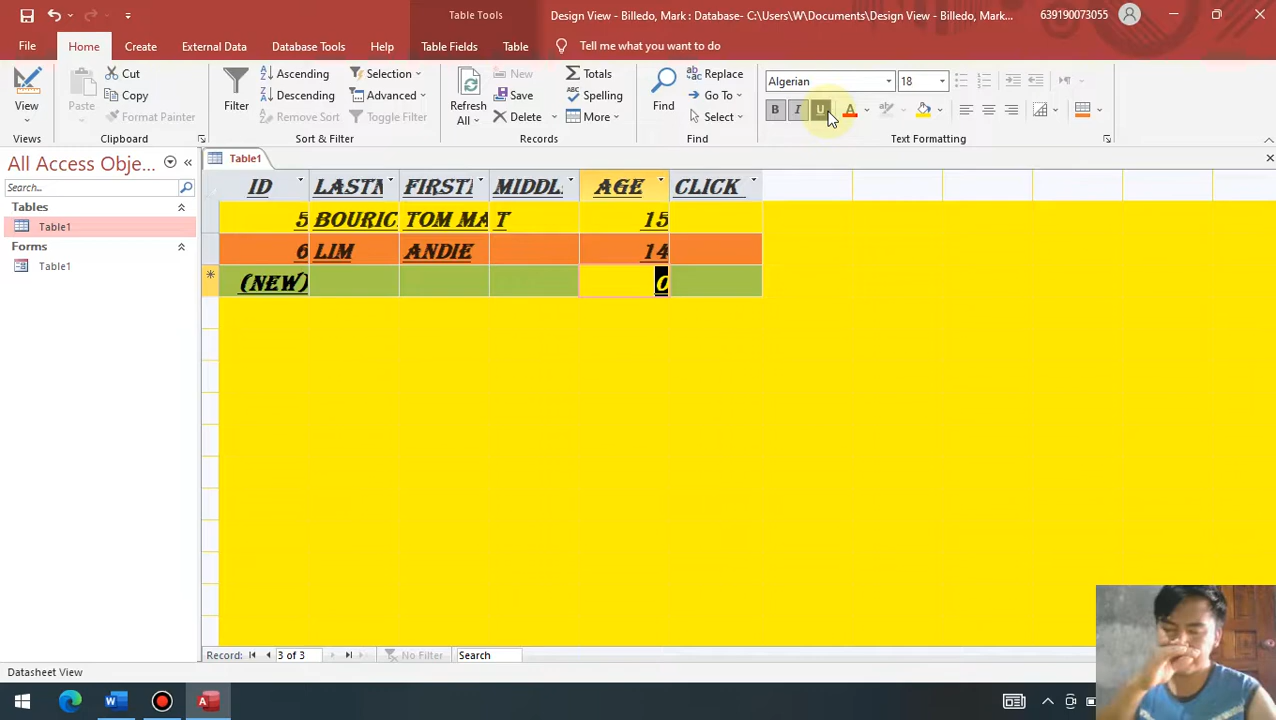 Table Tools
Design View - Billedo, Mark : Database- C:\Users\W\Documents\Design View - Billedo, Mark...
639190073055
File
Home
Create
External Data
Database Tools
Help
Table Fields
Table
Tell me what you want to do
View
Views
Paste
Cut
Copy
Format Painter
Clipboard
Filter
Ascending
Descending
Remove Sort
Selection
Advanced
Toggle Filter
Sort & Filter
Refresh
All
New
Save
Delete
Totals
Spelling
More
Records
Find
Replace
Go To
Select
Find
Algerian
18
B I U A
Text Formatting
All Access Obje...
Search...
Tables
Table1
Forms
Table1
Table1
ID LASTN FIRSTI MIDDL AGE CLICK
5 BOURIC TOM MA T 15
6 LIM ANDIE 14
* (NEW) 0
Record: 3 of 3 No Filter Search
Datasheet View